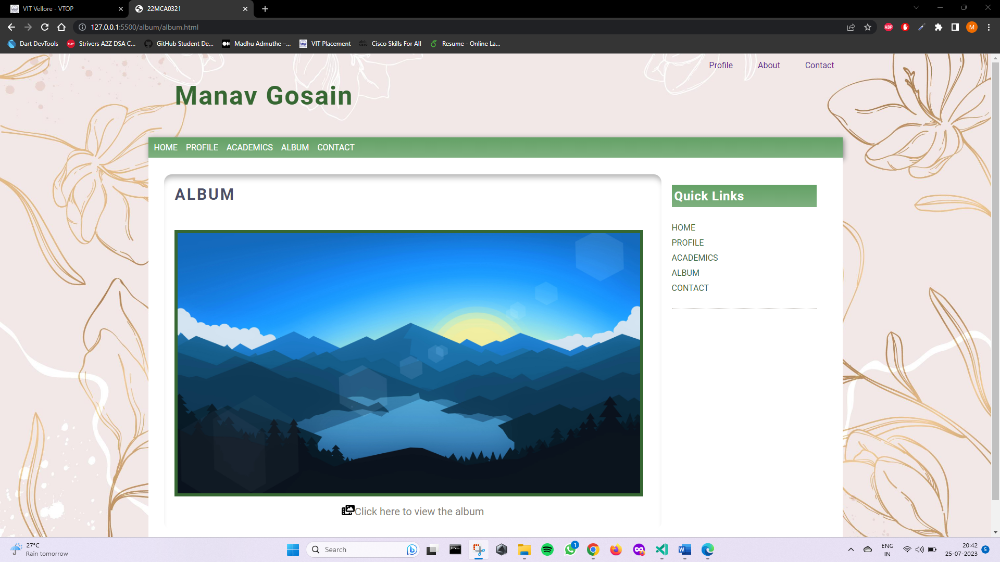 VIT Vellore - VTOP
22MCA0321
127.0.0.1:5500/album/album.html
ABP
M
Dart DevTools
Strivers A2Z DSA C...
GitHub Student De...
Madhu Admuthe –...
VIT Placement
Cisco Skills For All
Resume - Online La...
Profile About Contact
Manav Gosain
HOME PROFILE ACADEMICS ALBUM CONTACT
ALBUM
Quick Links
HOME
PROFILE
ACADEMICS
ALBUM
CONTACT
Click here to view the album
27°C
Rain tomorrow
Search
1
ENG
IN
20:42
25-07-2023
5